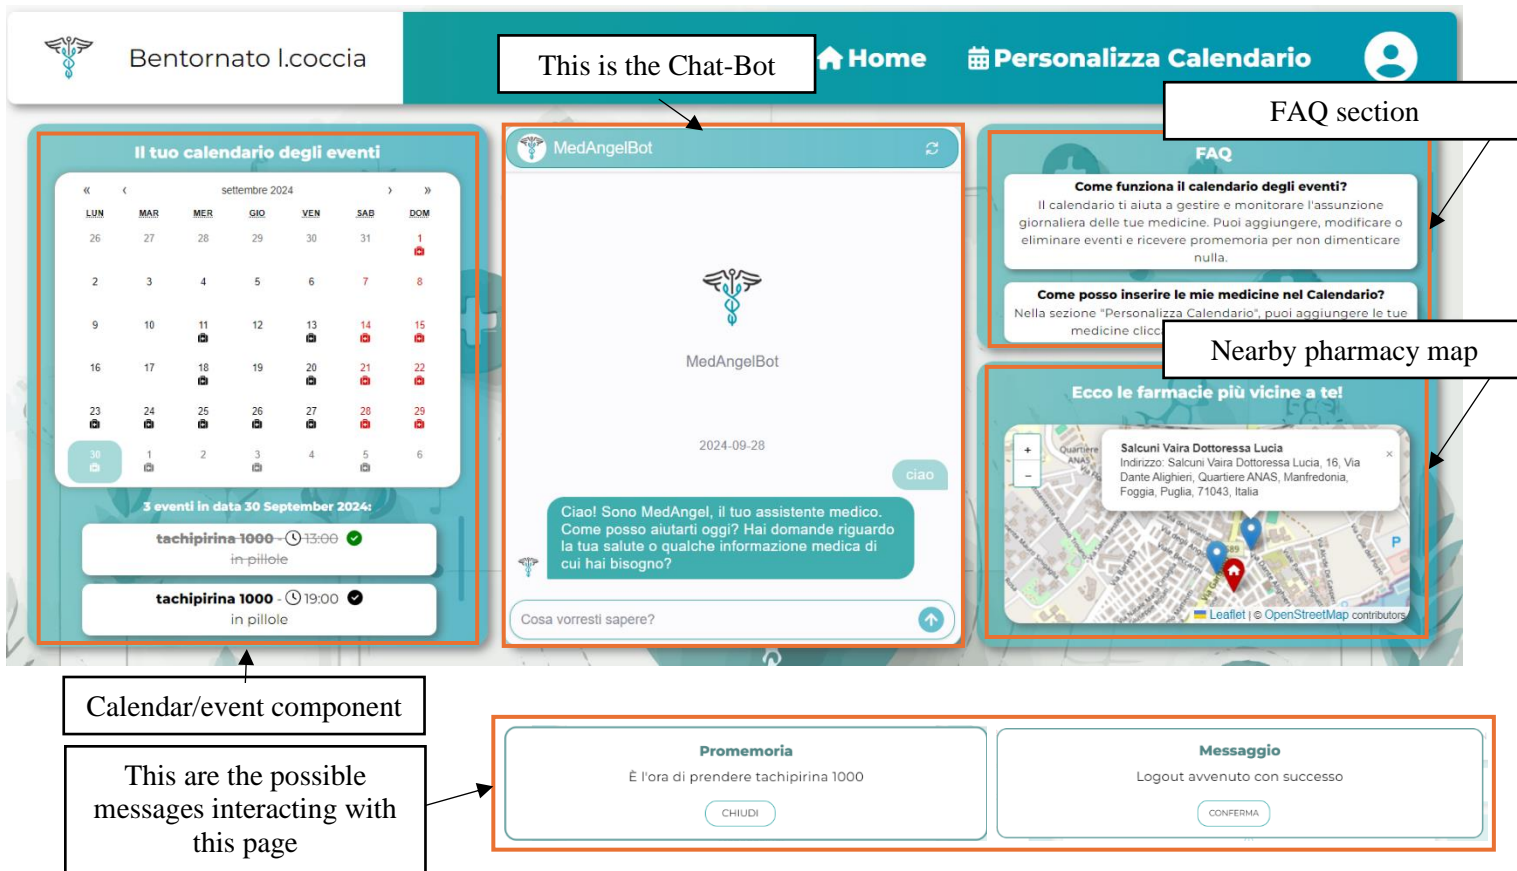 Bentornato l.coccia
Home
Personalizza Calendario
This is the Chat-Bot
FAQ section
Il tuo calendario degli eventi
« ‹ settembre 2024 › »
LUN MAR MER GIO VEN SAB DOM
26 27 28 29 30 31 1
2 3 4 5 6 7 8
9 10 11 12 13 14 15
16 17 18 19 20 21 22
23 24 25 26 27 28 29
30 1 2 3 4 5 6
3 eventi in data 30 September 2024:
tachipirina 1000 - 13:00
in pillole
tachipirina 1000 - 19:00
in pillole
Calendar/event component
MedAngelBot
MedAngelBot
2024-09-28
ciao
Ciao! Sono MedAngel, il tuo assistente medico.
Come posso aiutarti oggi? Hai domande riguardo
la tua salute o qualche informazione medica di
cui hai bisogno?
Cosa vorresti sapere?
FAQ
Come funziona il calendario degli eventi?
Il calendario ti aiuta a gestire e monitorare l'assunzione
giornaliera delle tue medicine. Puoi aggiungere, modificare o
eliminare eventi e ricevere promemoria per non dimenticare
nulla.
Come posso inserire le mie medicine nel Calendario?
Nella sezione "Personalizza Calendario", puoi aggiungere le tue
medicine
Nearby pharmacy map
Ecco le farmacie più vicine a te!
+
−
Quartiere
ANAS
Salcuni Vaira Dottoressa Lucia
×
Indirizzo: Salcuni Vaira Dottoressa Lucia, 16, Via
Dante Alighieri, Quartiere ANAS, Manfredonia,
Foggia, Puglia, 71043, Italia
P
Leaflet | © OpenStreetMap contributors
This are the possible
messages interacting with
this page
Promemoria
È l'ora di prendere tachipirina 1000
CHIUDI
Messaggio
Logout avvenuto con successo
CONFERMA